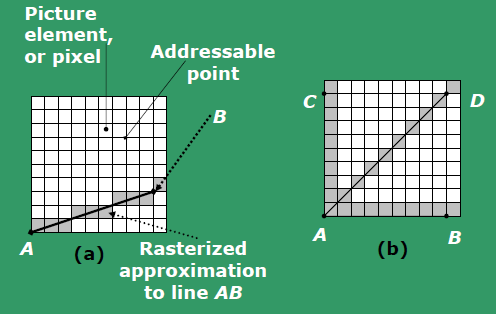 Picture
element,
or pixel
Addressable
point
B
A
(a)
Rasterized
approximation
to line AB
C
D
A
B
(b)